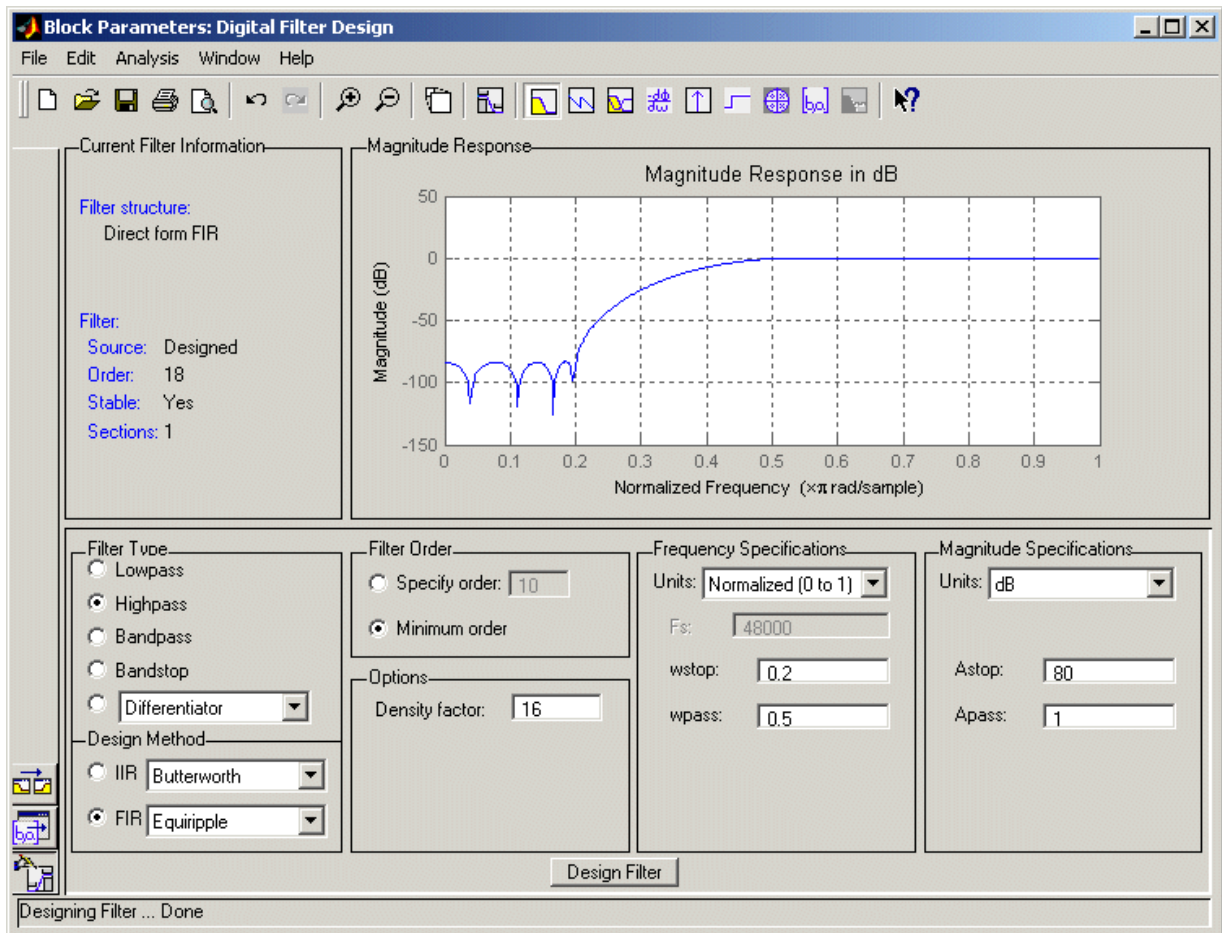 Block Parameters: Digital Filter Design
File Edit Analysis Window Help
Current Filter Information
Filter structure:
Direct form FIR
Filter:
Source: Designed
Order: 18
Stable: Yes
Sections: 1
Magnitude Response
Magnitude Response in dB
Magnitude (dB)
50
0
-50
-100
-150
0 0.1 0.2 0.3 0.4 0.5 0.6 0.7 0.8 0.9 1
Normalized Frequency (×π rad/sample)
Filter Type
Lowpass
Highpass
Bandpass
Bandstop
Differentiator
Design Method
IIR Butterworth
FIR Equiripple
Filter Order
Specify order: 10
Minimum order
Options
Density factor: 16
Frequency Specifications
Units: Normalized (0 to 1)
Fs: 48000
wstop: 0.2
wpass: 0.5
Magnitude Specifications
Units: dB
Astop: 80
Apass: 1
Design Filter
Designing Filter ... Done